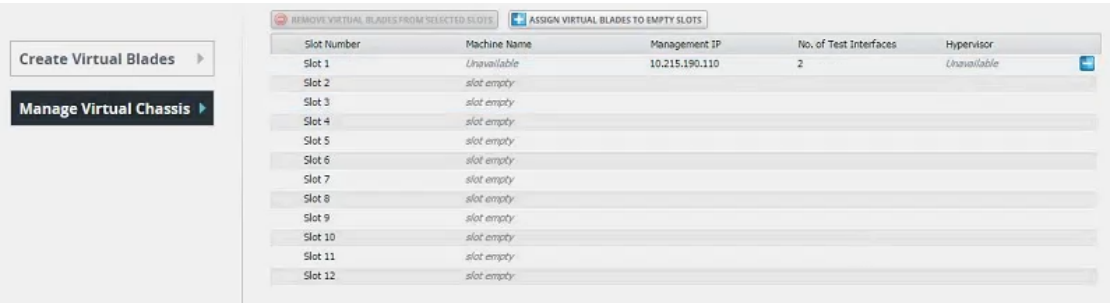 REMOVE VIRTUAL BLADES FROM SELECTED SLOTS ASSIGN VIRTUAL BLADES TO EMPTY SLOTS
Create Virtual Blades
Manage Virtual Chassis
Slot Number Machine Name Management IP No. of Test Interfaces Hypervisor
Slot 1 Unavailable 10.215.190.110 2 Unavailable
Slot 2 slot empty
Slot 3 slot empty
Slot 4 slot empty
Slot 5 slot empty
Slot 6 slot empty
Slot 7 slot empty
Slot 8 slot empty
Slot 9 slot empty
Slot 10 slot empty
Slot 11 slot empty
Slot 12 slot empty